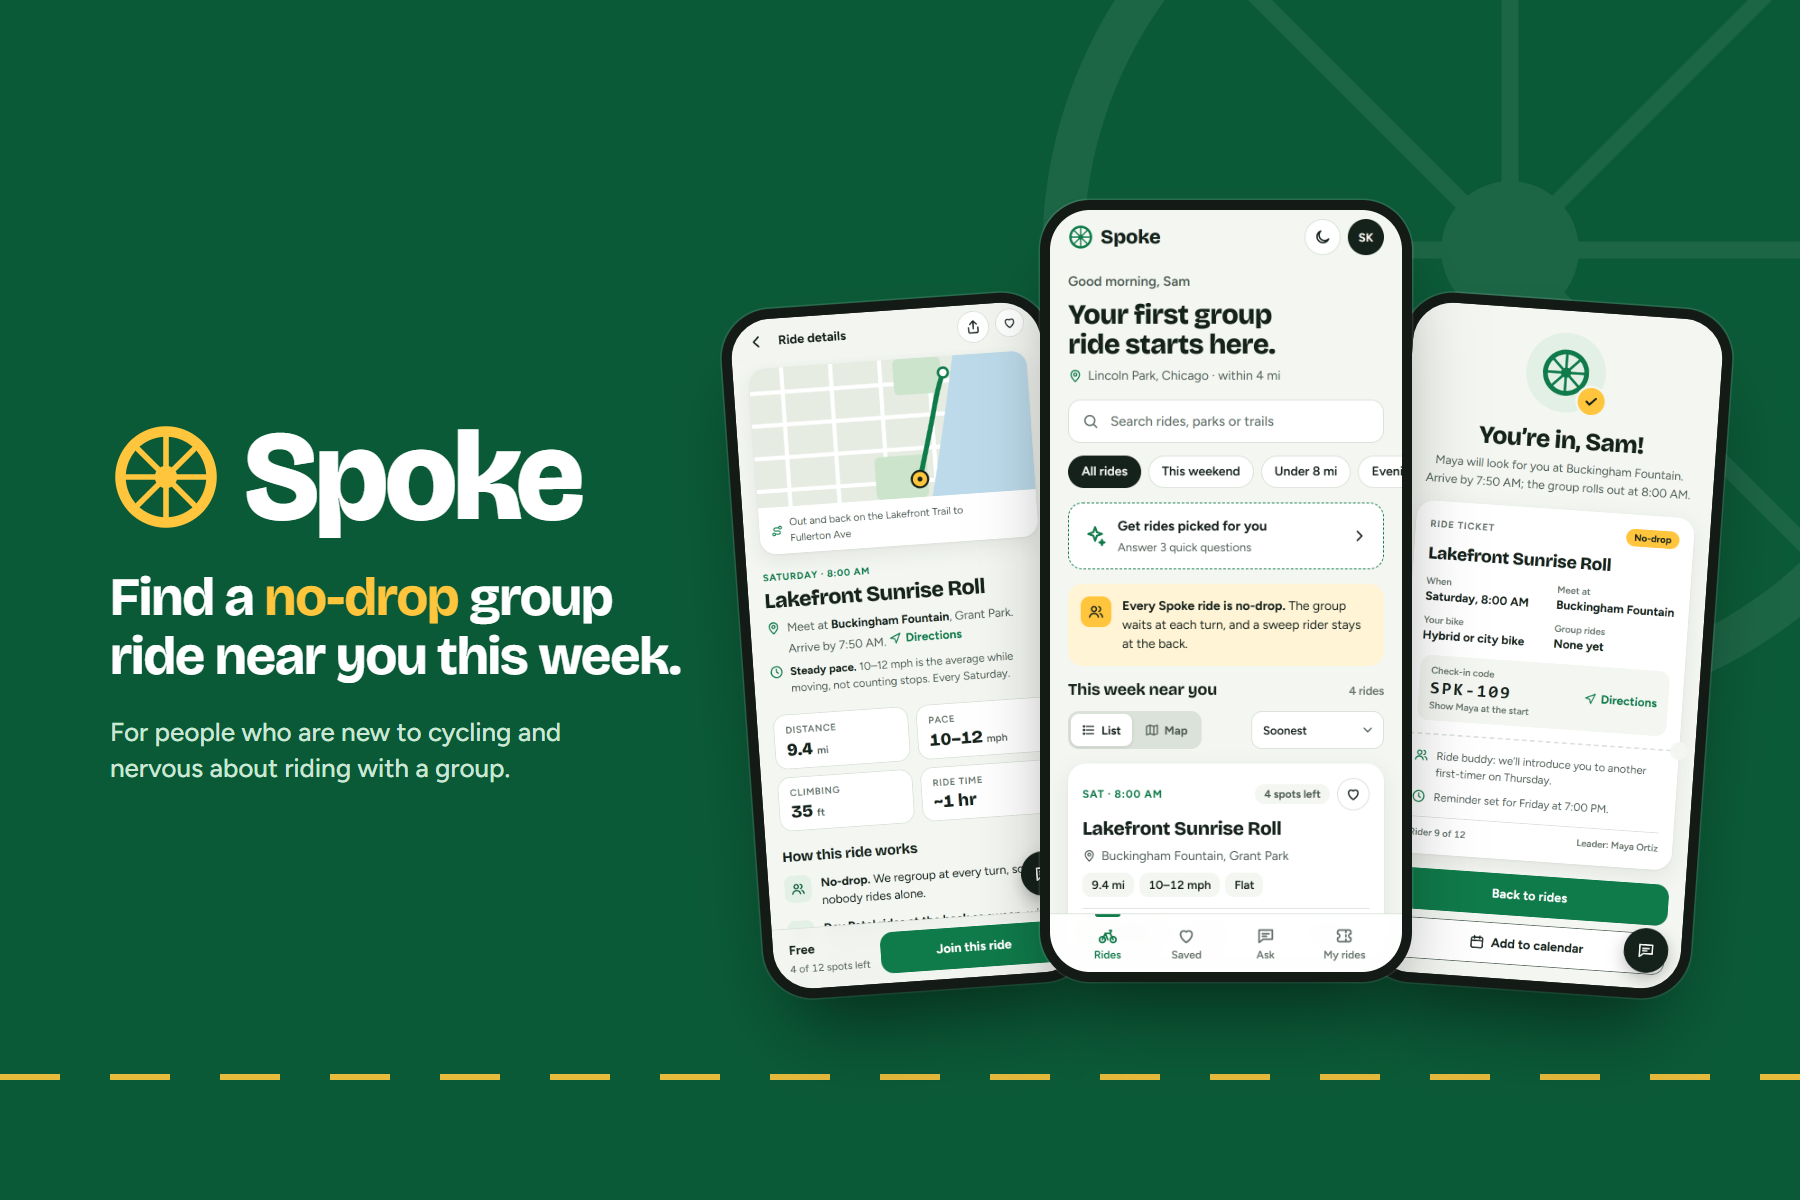 Spoke
Find a no-drop group
ride near you this week.
For people who are new to cycling and
nervous about riding with a group.
Ride details
Out and back on the Lakefront Trail to
Fullerton Ave
SATURDAY · 8:00 AM
Lakefront Sunrise Roll
Meet at Buckingham Fountain, Grant Park.
Arrive by 7:50 AM. Directions
Steady pace. 10–12 mph is the average while
moving, not counting stops. Every Saturday.
DISTANCE
9.4 mi
PACE
10–12 mph
CLIMBING
35 ft
RIDE TIME
~1 hr
How this ride works
No-drop. We regroup at every turn,
nobody rides alone.
Free
4 of 12 spots left
Join this ride
Spoke
SK
Good morning, Sam
Your first group
ride starts here.
Lincoln Park, Chicago · within 4 mi
Search rides, parks or trails
All rides
This weekend
Under 8 mi
Get rides picked for you
Answer 3 quick questions
Every Spoke ride is no-drop. The group
waits at each turn, and a sweep rider stays
at the back.
This week near you
4 rides
List
Map
Soonest
SAT · 8:00 AM
4 spots left
Lakefront Sunrise Roll
Buckingham Fountain, Grant Park
9.4 mi
10–12 mph
Flat
Rides
Saved
Ask
My rides
You're in, Sam!
Maya will look for you at Buckingham Fountain.
Arrive by 7:50 AM; the group rolls out at 8:00 AM.
RIDE TICKET
No-drop
Lakefront Sunrise Roll
When
Saturday, 8:00 AM
Meet at
Buckingham Fountain
Your bike
Hybrid or city bike
Group rides
None yet
Check-in code
SPK-109
Show Maya at the start
Directions
Ride buddy: we'll introduce you to another
first-timer on Thursday.
Reminder set for Friday at 7:00 PM.
Rider 9 of 12
Leader: Maya Ortiz
Back to rides
Add to calendar